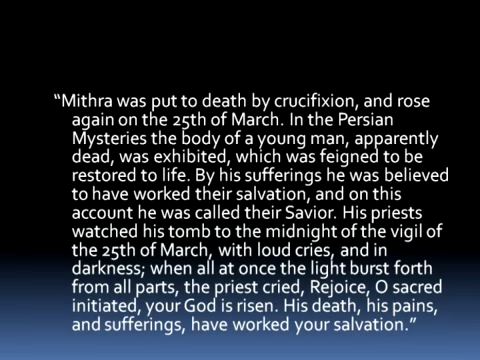 “Mithra was put to death by crucifixion, and rose
again on the 25th of March. In the Persian
Mysteries the body of a young man, apparently
dead, was exhibited, which was feigned to be
restored to life. By his sufferings he was believed
to have worked their salvation, and on this
account he was called their Savior. His priests
watched his tomb to the midnight of the vigil of
the 25th of March, with loud cries, and in
darkness; when all at once the light burst forth
from all parts, the priest cried, Rejoice, O sacred
initiated, your God is risen. His death, his pains,
and sufferings, have worked your salvation.”